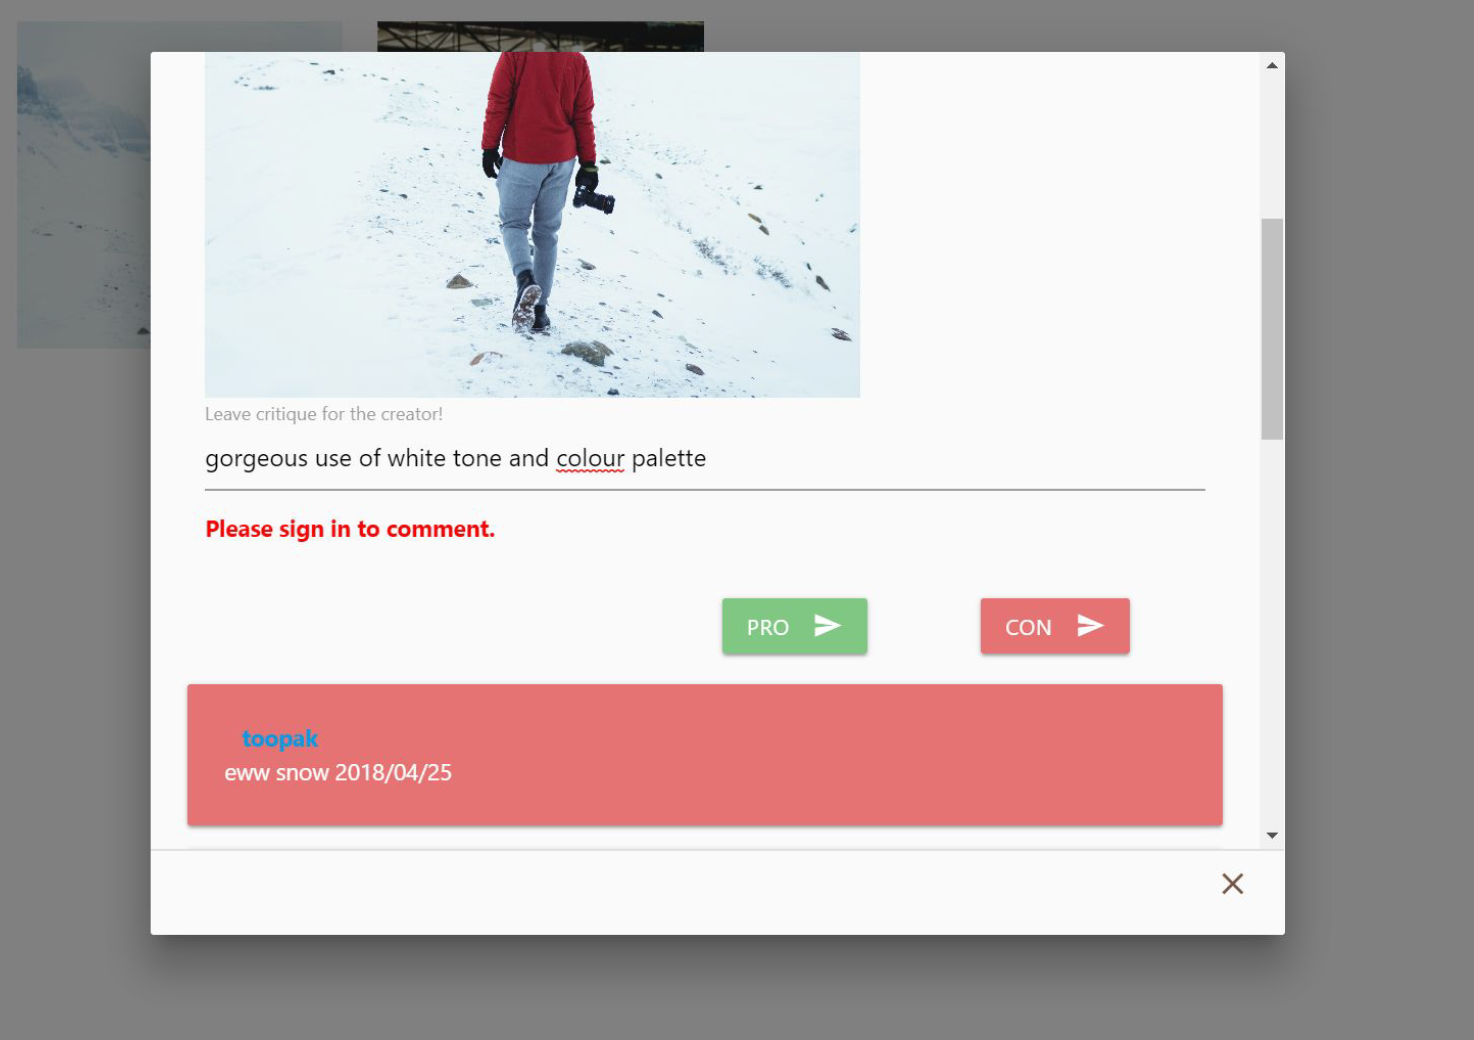 Leave critique for the creator!
gorgeous use of white tone and colour palette
Please sign in to comment.
PRO
CON
toopak
eww snow 2018/04/25